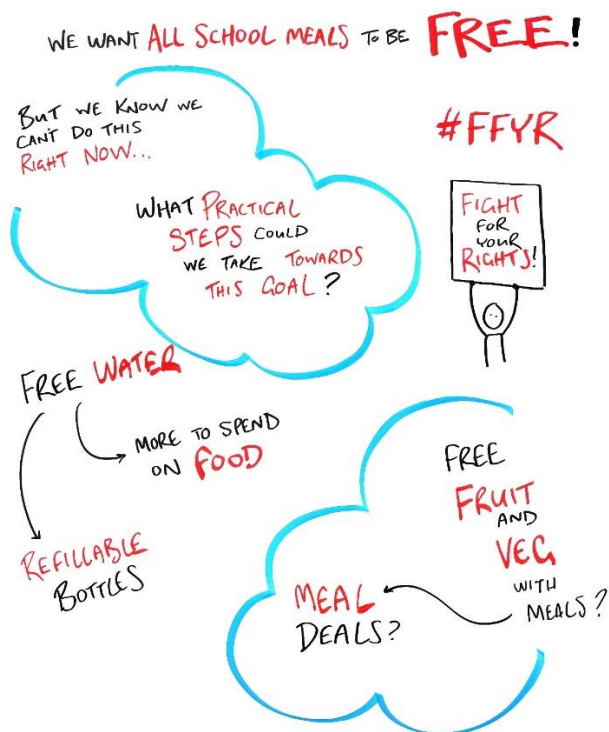 WE WANT ALL SCHOOL MEALS TO BE FREE!
BUT WE KNOW WE
CAN'T DO THIS
RIGHT NOW...
#FFYR
WHAT PRACTICAL
STEPS COULD
WE TAKE TOWARDS
THIS GOAL?
FIGHT
FOR
YOUR
RIGHTS!
FREE WATER
MORE TO SPEND
ON FOOD
REFILLABLE
BOTTLES
FREE
FRUIT
AND
VEG
WITH
MEALS?
MEAL
DEALS?